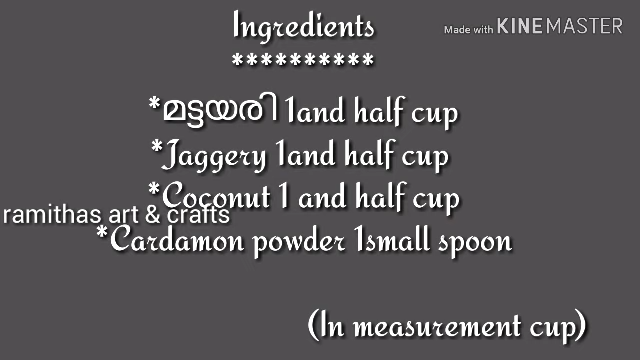 Ingredients
Made with KINEMASTER
**********
*മട്ടയരി 1and half cup
*Jaggery 1and half cup
*Coconut 1 and half cup
ramithas art & crafts
*Cardamon powder 1small spoon
(In measurement cup)